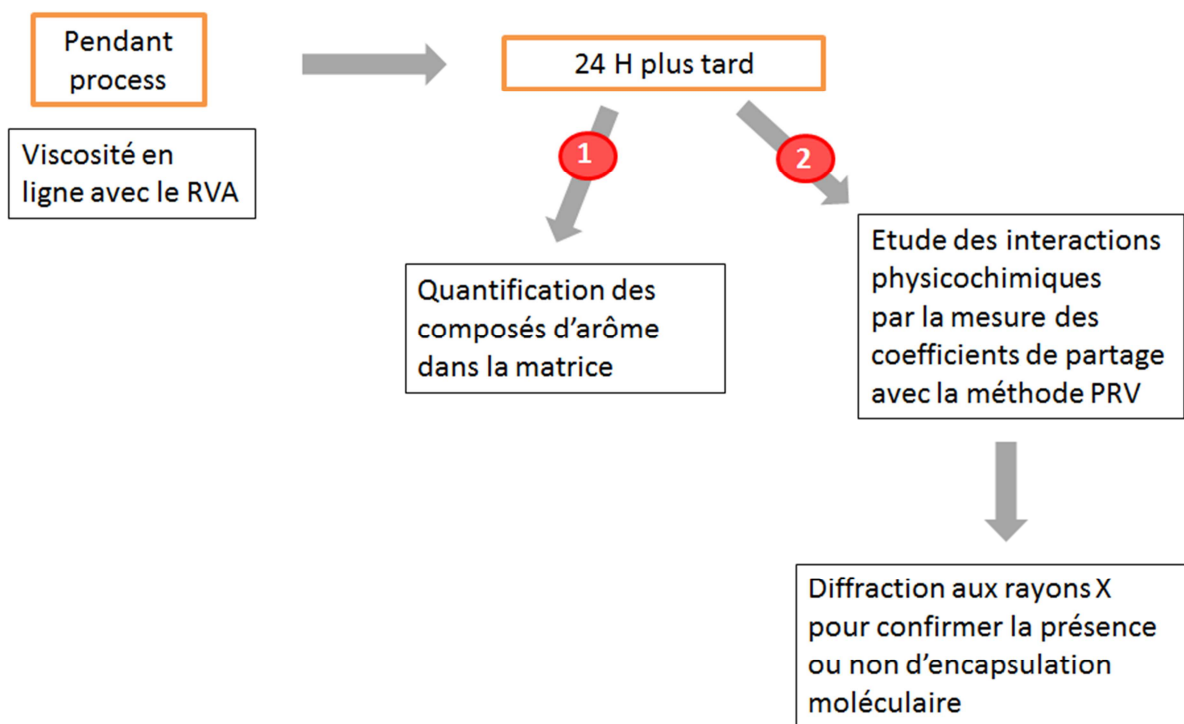 Pendant
process
24 H plus tard
Viscosité en
ligne avec le RVA
1
2
Quantification des
composés d'arôme
dans la matrice
Etude des interactions
physicochimiques
par la mesure des
coefficients de partage
avec la méthode PRV
Diffraction aux rayons X
pour confirmer la présence
ou non d'encapsulation
moléculaire